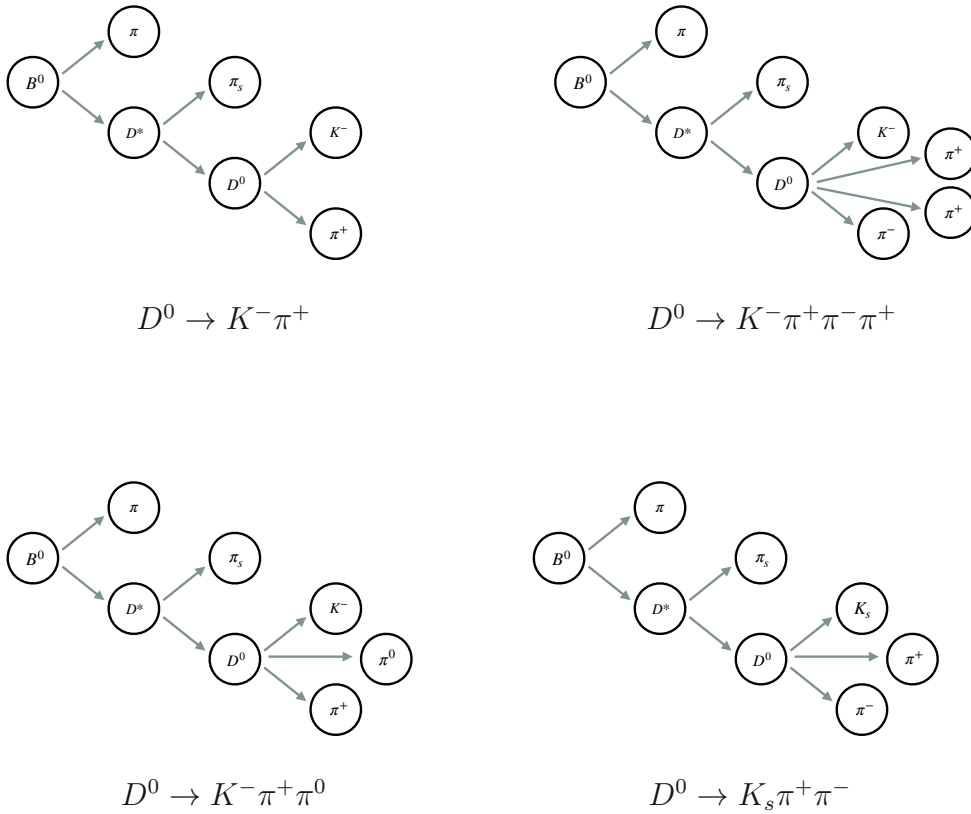 π
B⁰
π_s
D*
K⁻
D⁰
π⁺
D⁰ → K⁻π⁺
π
B⁰
π_s
D*
K⁻
π⁺
D⁰
π⁺
π⁻
D⁰ → K⁻π⁺π⁻π⁺
π
B⁰
π_s
D*
K⁻
D⁰
π⁰
π⁺
D⁰ → K⁻π⁺π⁰
π
B⁰
π_s
D*
K_s
D⁰
π⁺
π⁻
D⁰ → K_sπ⁺π⁻